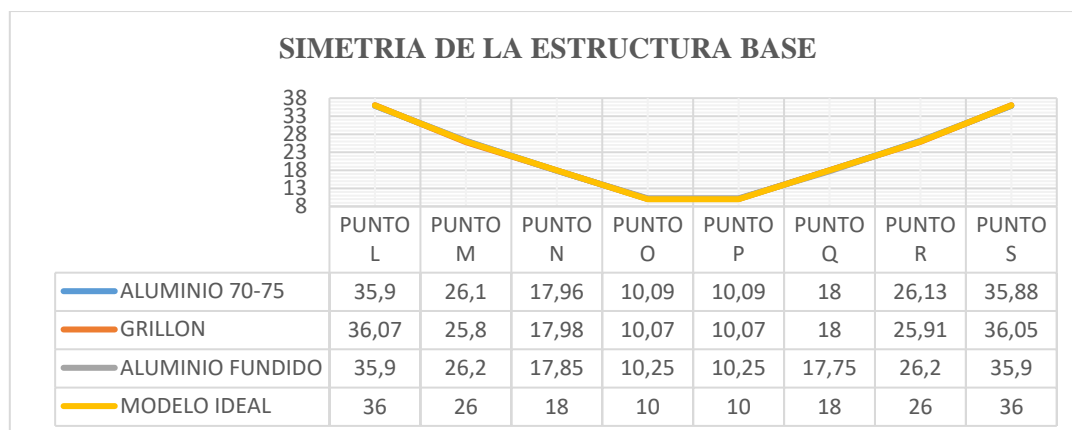 SIMETRIA DE LA ESTRUCTURA BASE
38
33
28
23
18
13
8
PUNTO L PUNTO M PUNTO N PUNTO O PUNTO P PUNTO Q PUNTO R PUNTO S
ALUMINIO 70-75 35,9 26,1 17,96 10,09 10,09 18 26,13 35,88
GRILLON 36,07 25,8 17,98 10,07 10,07 18 25,91 36,05
ALUMINIO FUNDIDO 35,9 26,2 17,85 10,25 10,25 17,75 26,2 35,9
MODELO IDEAL 36 26 18 10 10 18 26 36